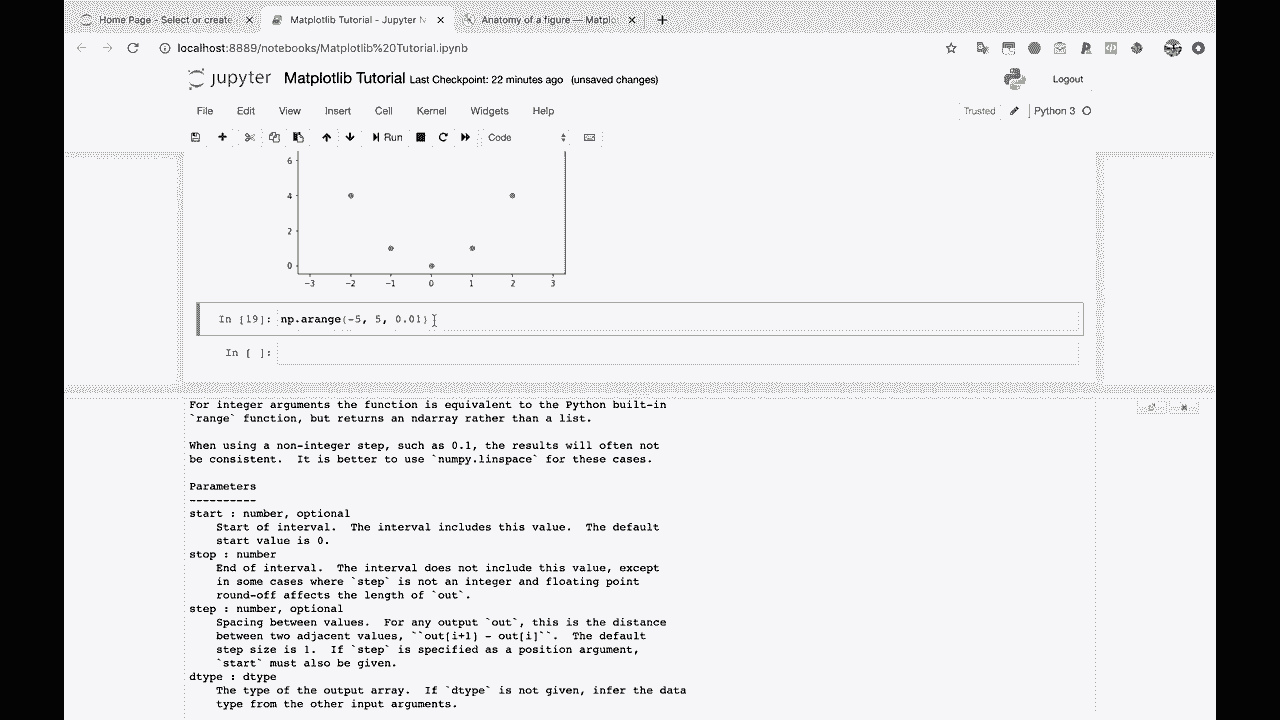 Home Page - Select or create
Matplotlib Tutorial - Jupyter N
Anatomy of a figure — Matplo
localhost:8889/notebooks/Matplotlib%20Tutorial.ipynb
jupyter Matplotlib Tutorial Last Checkpoint: 22 minutes ago (unsaved changes)
Logout
File Edit View Insert Cell Kernel Widgets Help
Trusted Python 3
Run Code
6
4
2
0
−3 −2 −1 0 1 2 3
In [19]: np.arange(-5, 5, 0.01)
In [ ]:
For integer arguments the function is equivalent to the Python built-in
`range` function, but returns an ndarray rather than a list.
When using a non-integer step, such as 0.1, the results will often not
be consistent.  It is better to use `numpy.linspace` for these cases.
Parameters
----------
start : number, optional
Start of interval.  The interval includes this value.  The default
start value is 0.
stop : number
End of interval.  The interval does not include this value, except
in some cases where `step` is not an integer and floating point
round-off affects the length of `out`.
step : number, optional
Spacing between values.  For any output `out`, this is the distance
between two adjacent values, ``out[i+1] - out[i]``.  The default
step size is 1.  If `step` is specified as a position argument,
`start` must also be given.
dtype : dtype
The type of the output array.  If `dtype` is not given, infer the data
type from the other input arguments.